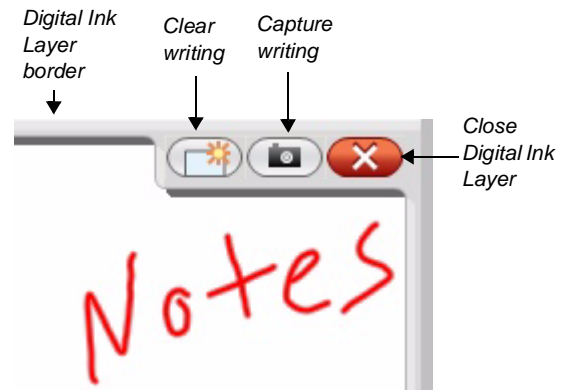 Digital Ink
Layer
border
Clear
writing
Capture
writing
Close
Digital Ink
Layer
Notes